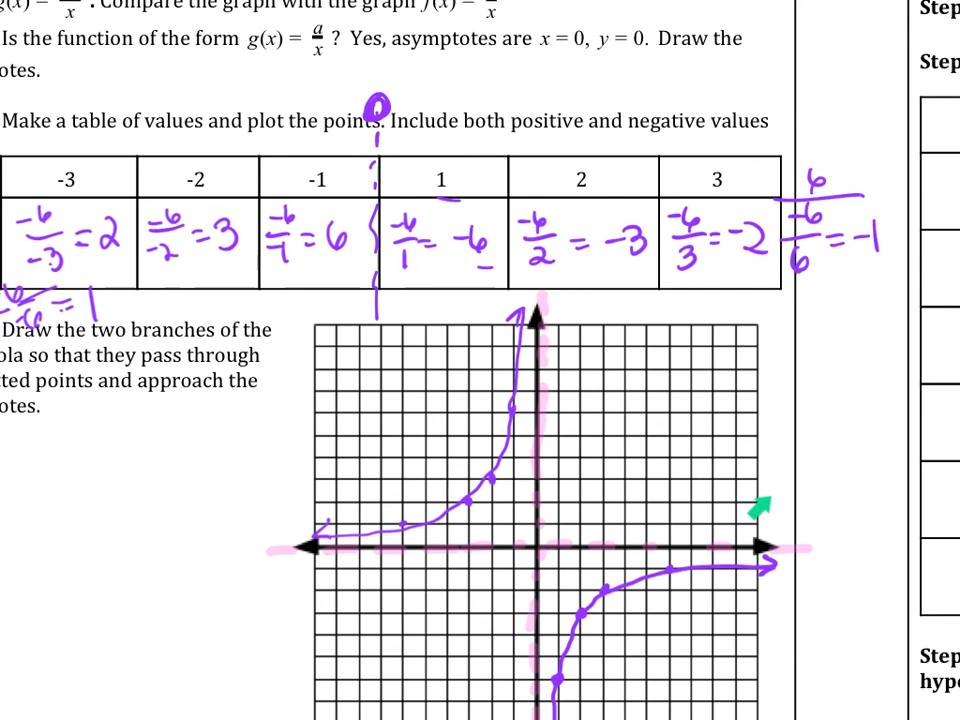 g(x) = x . Compare the graph with the graph f(x) = x
Is the function of the form g(x) = a/x ? Yes, asymptotes are x = 0, y = 0. Draw the
otes.
0
Make a table of values and plot the points. Include both positive and negative values
-3 -2 -1 1 2 3 6
-6/-3 = 2 -6/-2 = 3 -6/-1 = 6 -6/1 = -6 -6/2 = -3 -6/3 = -2 -6/6 = -1
-6/-6 = 1
Draw the two branches of the
ola so that they pass through
tted points and approach the
otes.
Step
Step
Step
hype